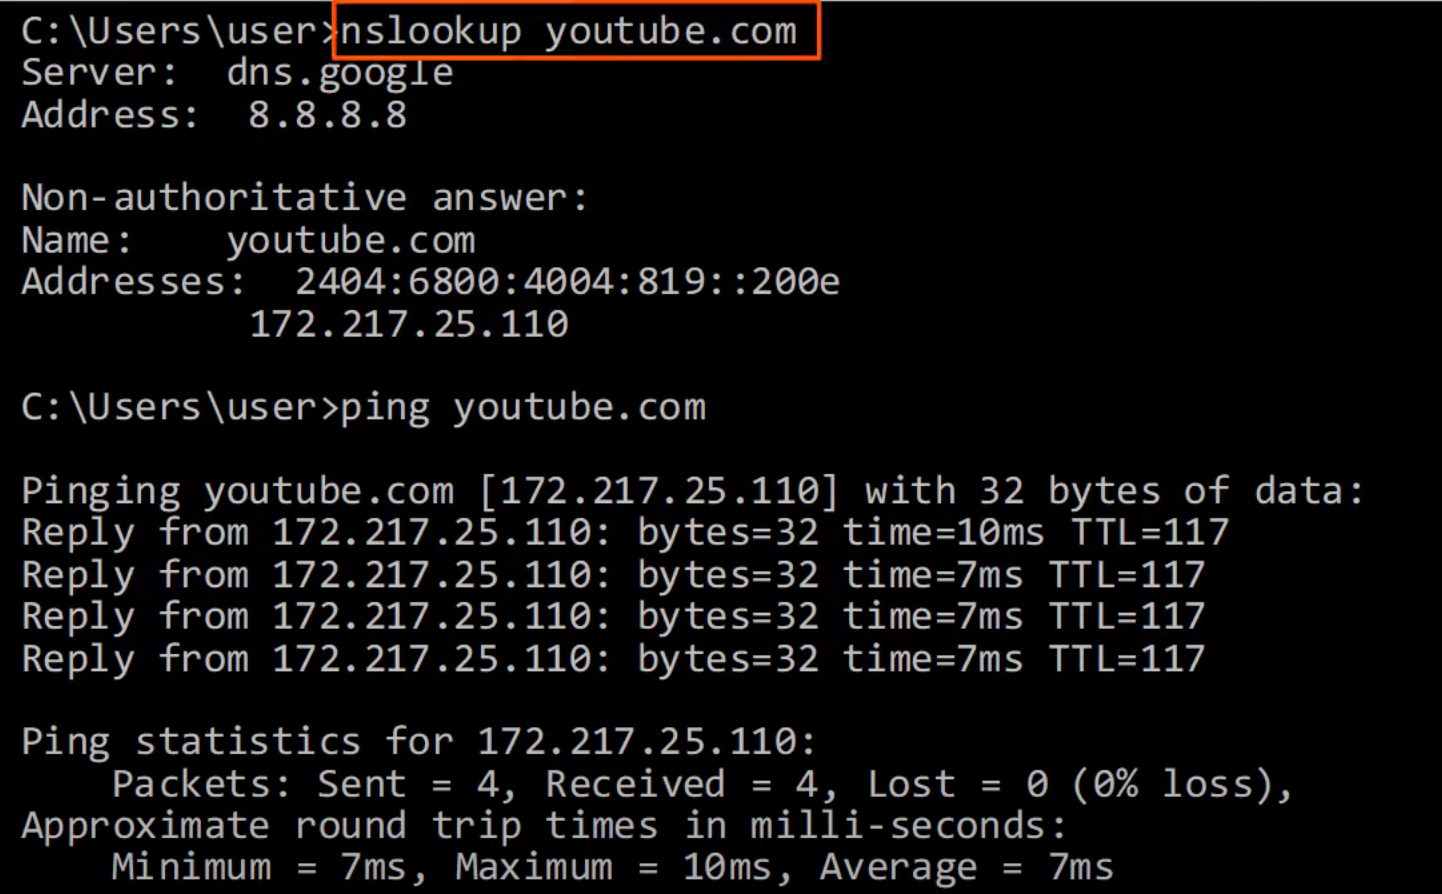 C:\Users\user>nslookup youtube.com
Server:  dns.google
Address:  8.8.8.8
Non-authoritative answer:
Name:    youtube.com
Addresses:  2404:6800:4004:819::200e
172.217.25.110
C:\Users\user>ping youtube.com
Pinging youtube.com [172.217.25.110] with 32 bytes of data:
Reply from 172.217.25.110: bytes=32 time=10ms TTL=117
Reply from 172.217.25.110: bytes=32 time=7ms TTL=117
Reply from 172.217.25.110: bytes=32 time=7ms TTL=117
Reply from 172.217.25.110: bytes=32 time=7ms TTL=117
Ping statistics for 172.217.25.110:
Packets: Sent = 4, Received = 4, Lost = 0 (0% loss),
Approximate round trip times in milli-seconds:
Minimum = 7ms, Maximum = 10ms, Average = 7ms